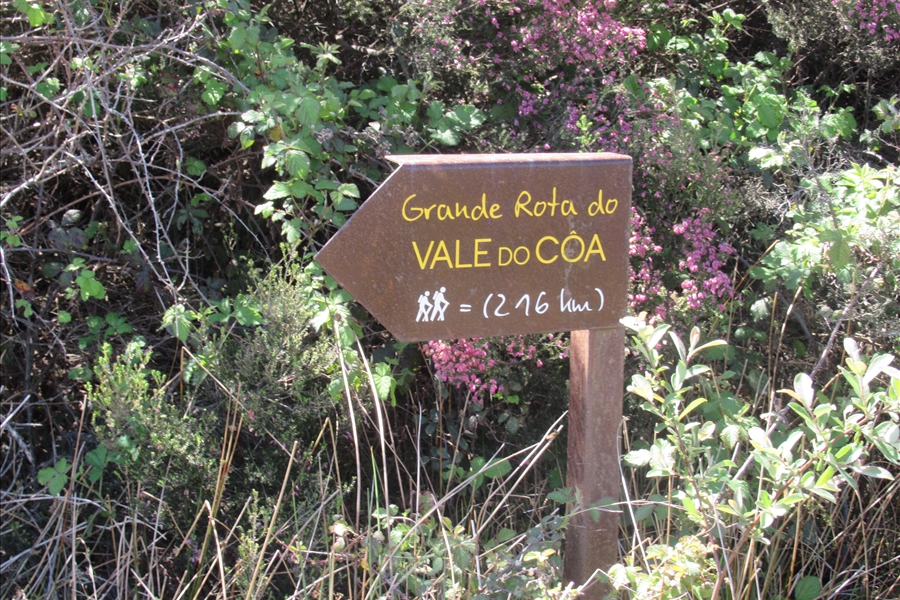 Grande Rota do
VALE DO CÔA
= (216 km)